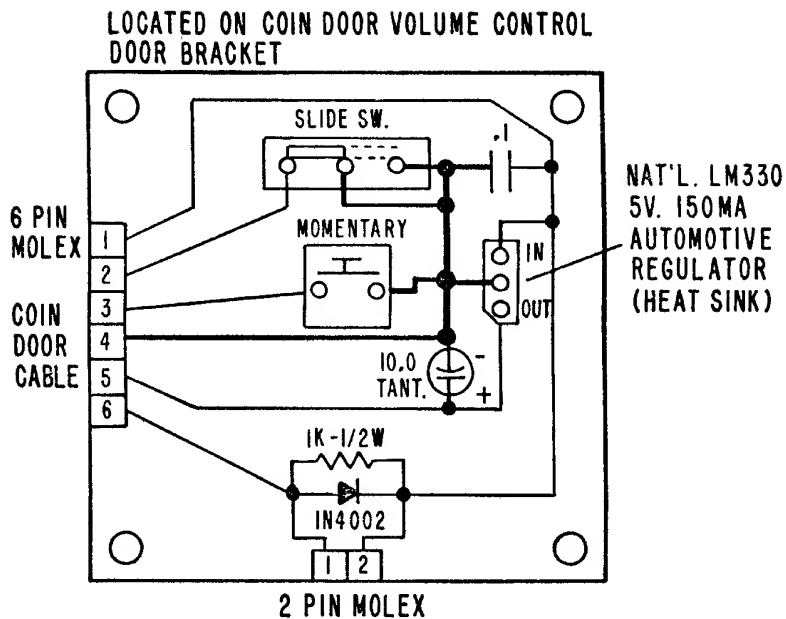 LOCATED ON COIN DOOR VOLUME CONTROL
DOOR BRACKET
SLIDE SW.
.1
NAT'L. LM330
5V. 150MA
AUTOMOTIVE
REGULATOR
(HEAT SINK)
6 PIN
MOLEX
1
2
3
4
5
6
MOMENTARY
IN
OUT
COIN
DOOR
CABLE
10.0
TANT.
-
+
1K-1/2W
1N4002
1 2
2 PIN MOLEX